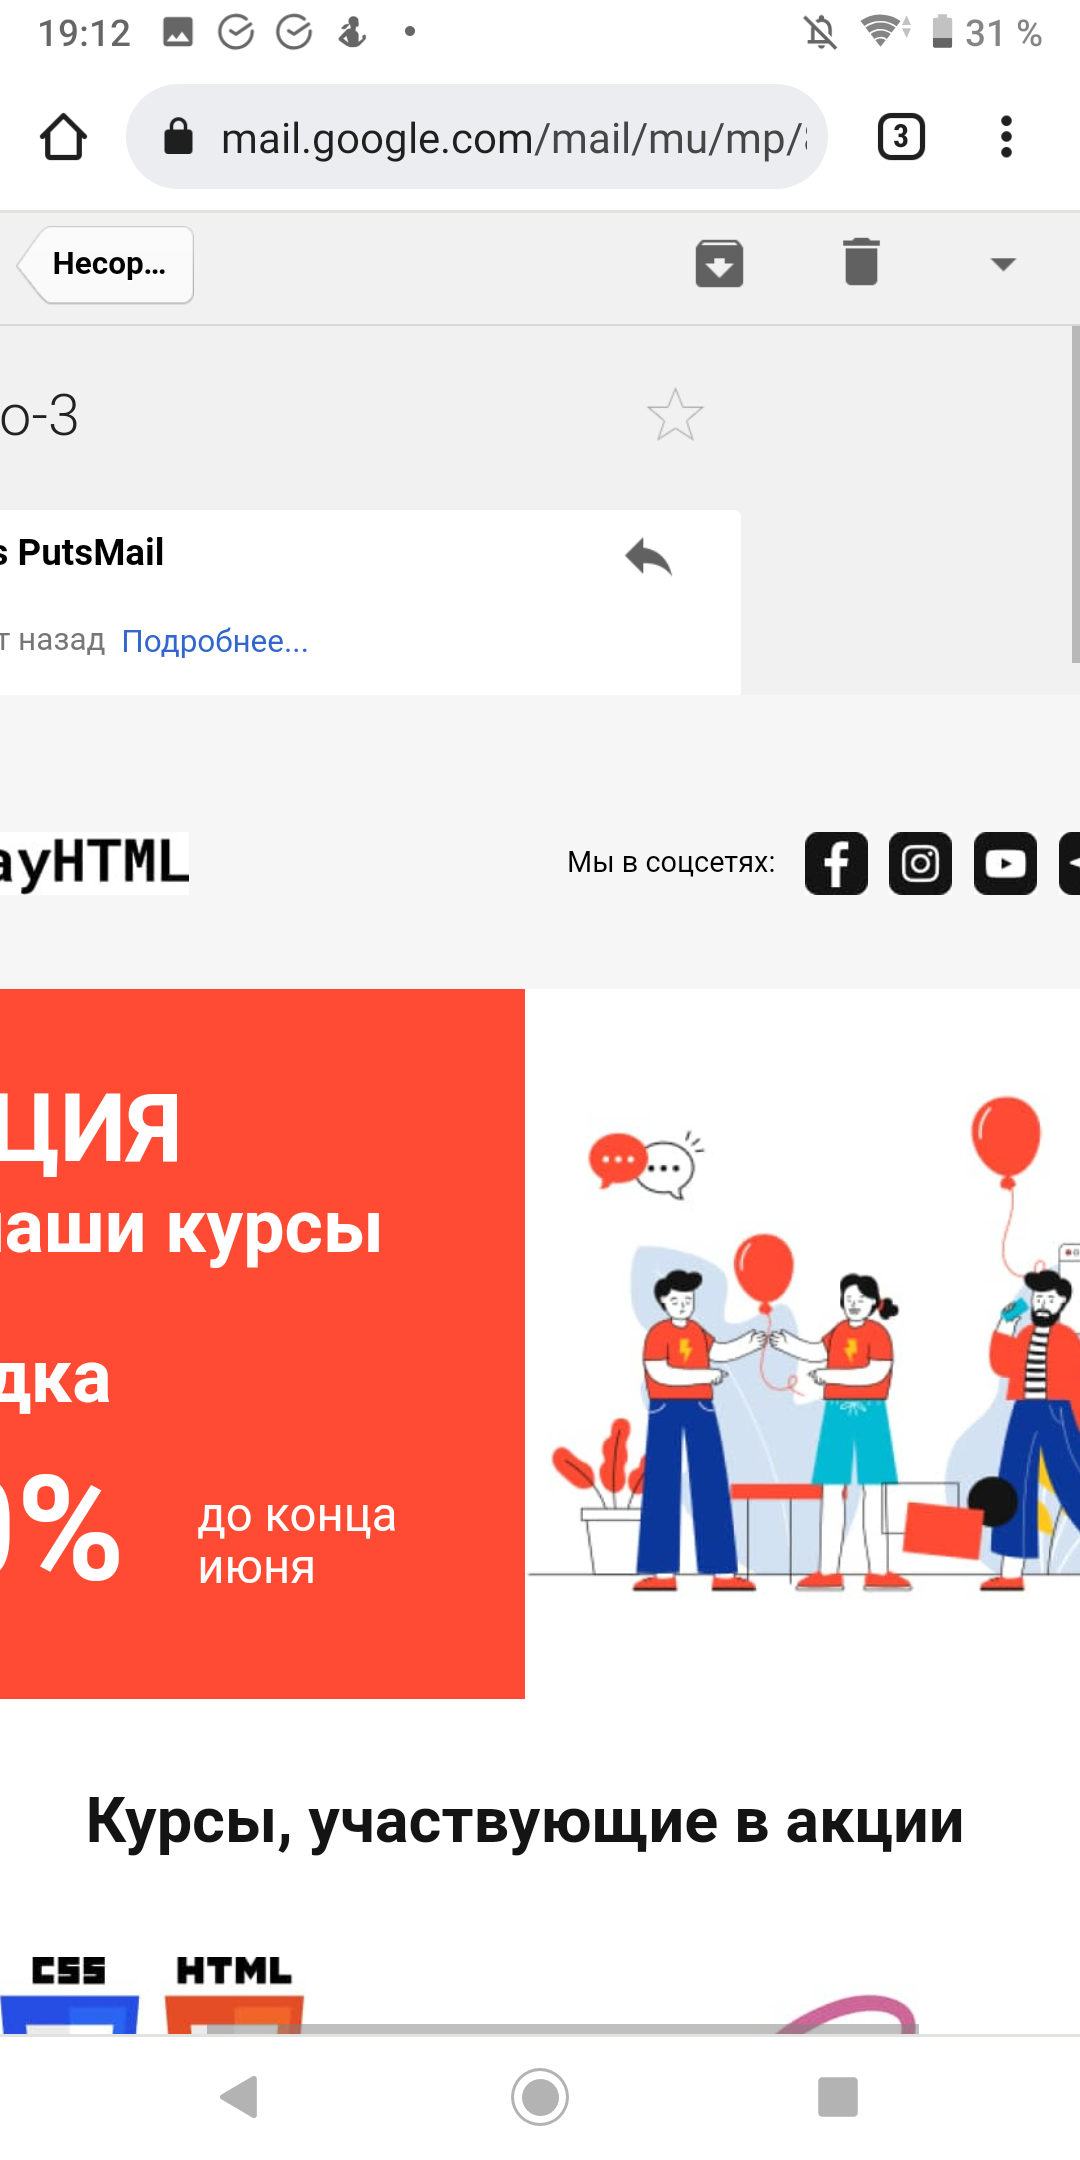 19:12
31 %
mail.google.com/mail/mu/mp/
3
Несор...
о-3
s PutsMail
т назад Подробнее...
ayHTML
Мы в соцсетях:
ЦИЯ
наши курсы
дка
0%
до конца
июня
Курсы, участвующие в акции
CSS
HTML